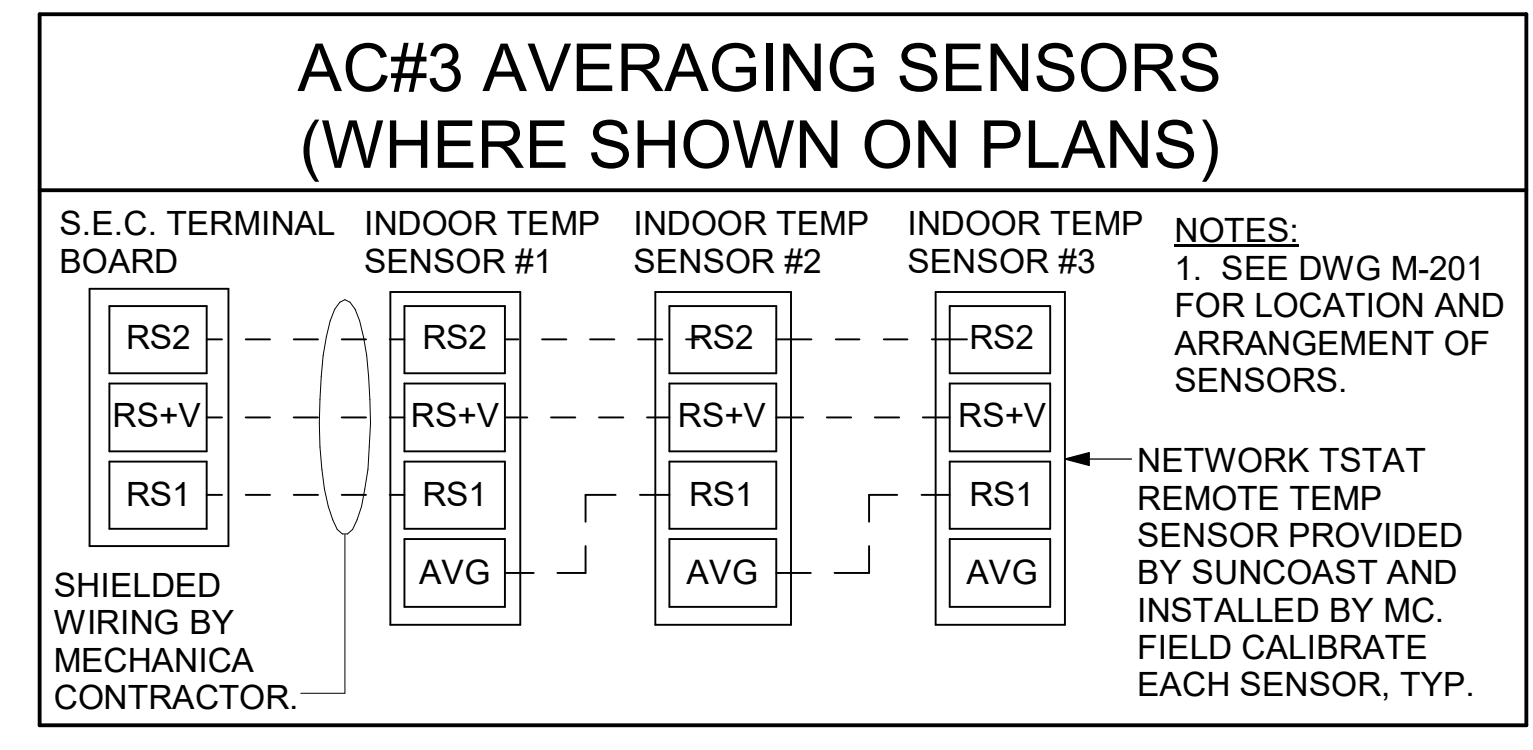 AC#3 AVERAGING SENSORS
(WHERE SHOWN ON PLANS)
S.E.C. TERMINAL
BOARD
INDOOR TEMP
SENSOR #1
INDOOR TEMP
SENSOR #2
INDOOR TEMP
SENSOR #3
NOTES:
1. SEE DWG M-201
FOR LOCATION AND
ARRANGEMENT OF
SENSORS.
RS2
RS+V
RS1
RS2
RS+V
RS1
AVG
RS2
RS+V
RS1
AVG
RS2
RS+V
RS1
AVG
NETWORK TSTAT
REMOTE TEMP
SENSOR PROVIDED
BY SUNCOAST AND
INSTALLED BY MC.
FIELD CALIBRATE
EACH SENSOR, TYP.
SHIELDED
WIRING BY
MECHANICA
CONTRACTOR.